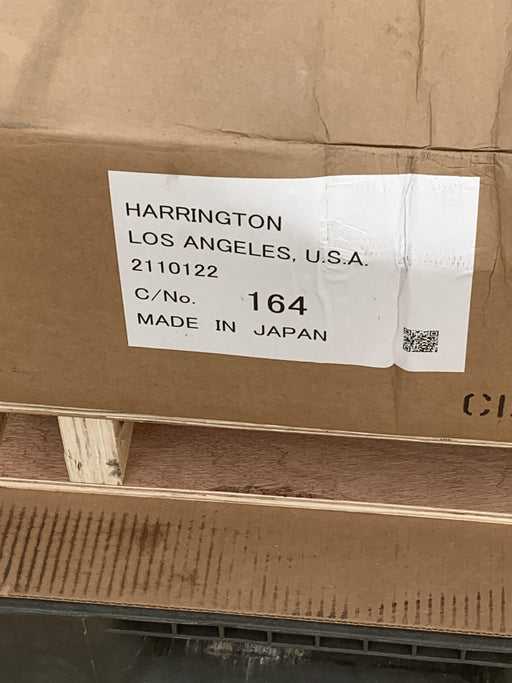 HARRINGTON
LOS ANGELES, U.S.A.
2110122
C/No. 164
MADE IN JAPAN